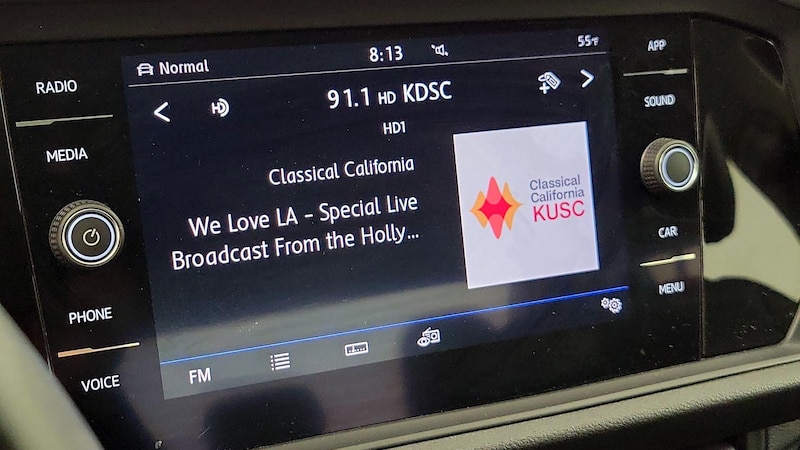 RADIO
MEDIA
PHONE
VOICE
Normal
8:13
55°F
HD
91.1 HD KDSC
HD1
Classical California
We Love LA - Special Live
Broadcast From the Holly...
Classical
California
KUSC
FM
APP
SOUND
CAR
MENU